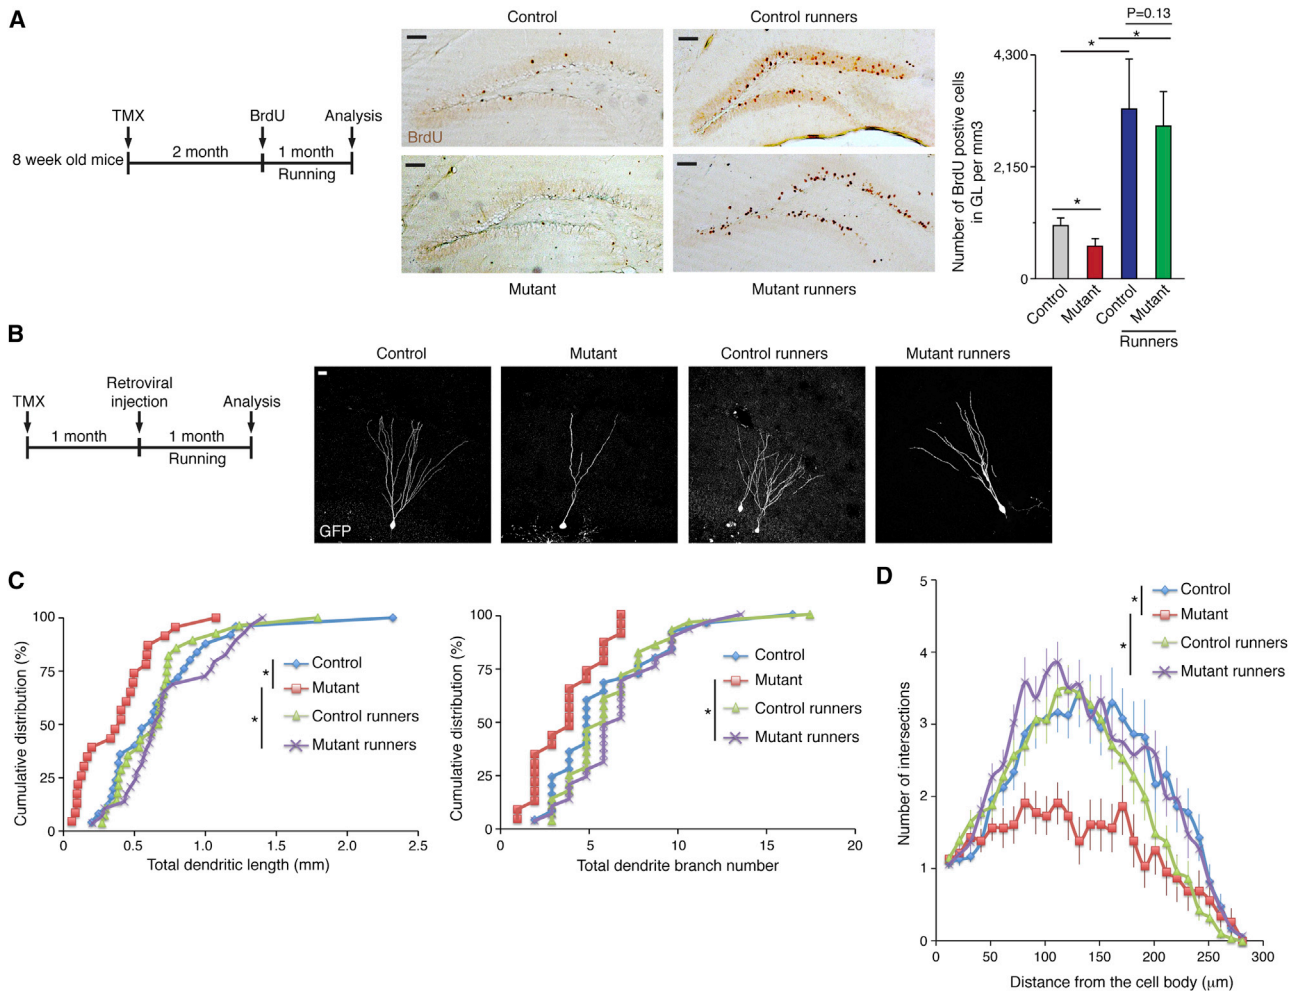 A
Control
Control runners
TMX
BrdU
Analysis
8 week old mice
2 month
1 month
Running
BrdU
Mutant
Mutant runners
P=0.13
*
*
*
4,300
2,150
0
Number of BrdU postive cells
in GL per mm3
Control
Mutant
Control
Mutant
Runners
B
TMX
Retroviral
injection
Analysis
1 month
1 month
Running
Control
Mutant
Control runners
Mutant runners
GFP
C
Cumulative distribution (%)
100
75
50
25
0
0
0.5
1.0
1.5
2.0
2.5
Total dendritic length (mm)
Control
Mutant
Control runners
Mutant runners
*
*
Cumulative distribution (%)
100
75
50
25
0
0
5
10
15
20
Total dendrite branch number
Control
Mutant
Control runners
Mutant runners
*
D
Number of intersections
5
4
3
2
1
0
0
50
100
150
200
250
300
Distance from the cell body (µm)
Control
Mutant
Control runners
Mutant runners
*
*